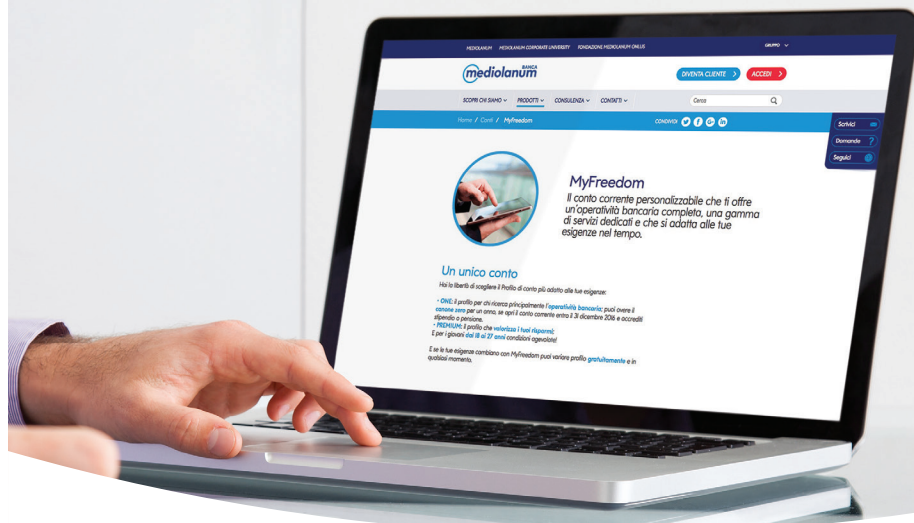 MEDIOLANUM MEDIOLANUM CORPORATE UNIVERSITY FONDAZIONE MEDIOLANUM ONLUS GRUPPO
BANCA
mediolanum
DIVENTA CLIENTE ACCEDI
SCOPRI CHI SIAMO PRODOTTI CONSULENZA CONTATTI Cerca
Home / Conti / MyFreedom CONDIVIDI
Scrivici
Domande ?
Seguici
MyFreedom
Il conto corrente personalizzabile che ti offre
un'operatività bancaria completa, una gamma
di servizi dedicati e che si adatta alle tue
esigenze nel tempo.
Un unico conto
Hai la libertà di scegliere il Profilo di conto più adatto alle tue esigenze:
• ONE: il profilo per chi ricerca principalmente l'operatività bancaria: puoi avere il
canone zero per un anno, se apri il conto corrente entro il 31 dicembre 2016 e accrediti
stipendio o pensione.
• PREMIUM: il profilo che valorizza i tuoi risparmi;
E per i giovani dai 18 ai 27 anni condizioni agevolate!
E se le tue esigenze cambiano con MyFreedom puoi variare profilo gratuitamente e in
qualsiasi momento.